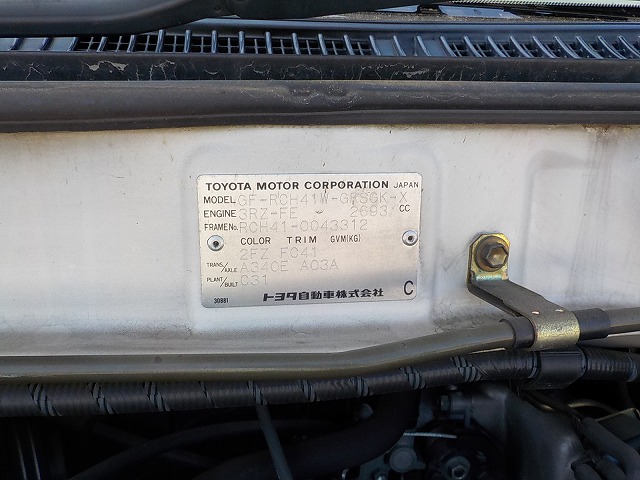 TOYOTA MOTOR CORPORATION JAPAN
MODEL GF-RCH41W-GRSGK-X
ENGINE 3RZ-FE - 2693 CC
FRAME No. RCH41-0043312
COLOR TRIM GVM(KG)
2FZ FC41
TRANS./AXLE A340E A03A
PLANT/BUILT C31
30881 トヨタ自動車株式会社 C